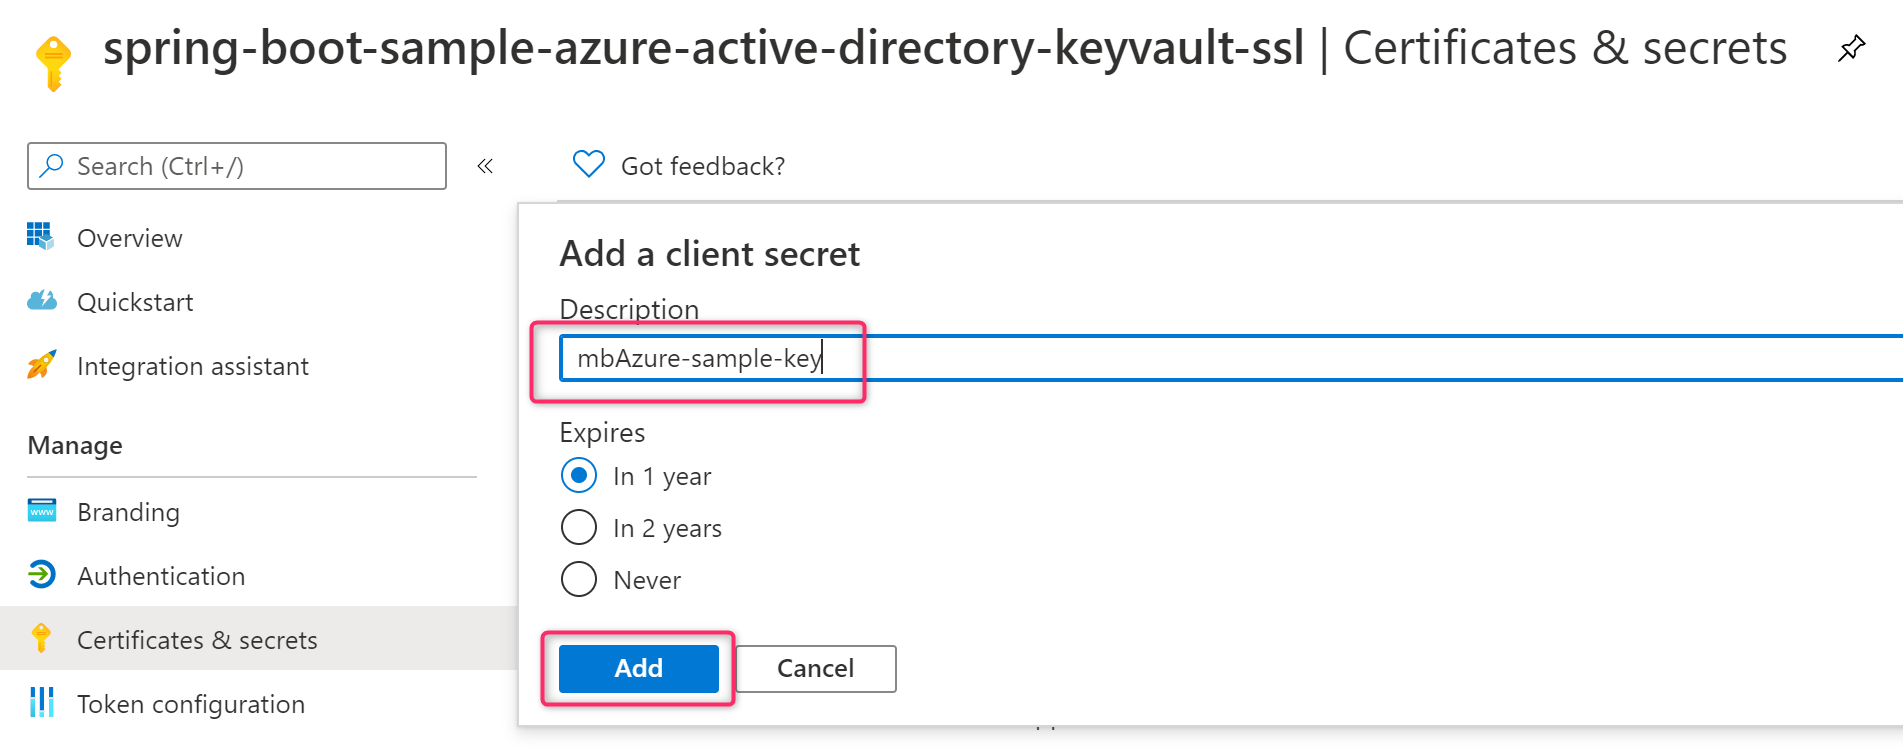 spring-boot-sample-azure-active-directory-keyvault-ssl | Certificates & secrets
Search (Ctrl+/)
«
Got feedback?
Overview
Quickstart
Integration assistant
Manage
Branding
Authentication
Certificates & secrets
Token configuration
Add a client secret
Description
mbAzure-sample-key
Expires
In 1 year
In 2 years
Never
Add
Cancel